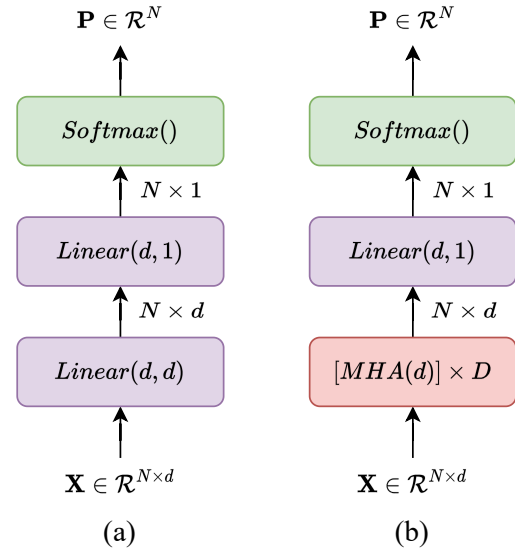 P ∈ R^N
Softmax()
N × 1
Linear(d, 1)
N × d
Linear(d, d)
X ∈ R^{N×d}
(a)
P ∈ R^N
Softmax()
N × 1
Linear(d, 1)
N × d
[MHA(d)] × D
X ∈ R^{N×d}
(b)